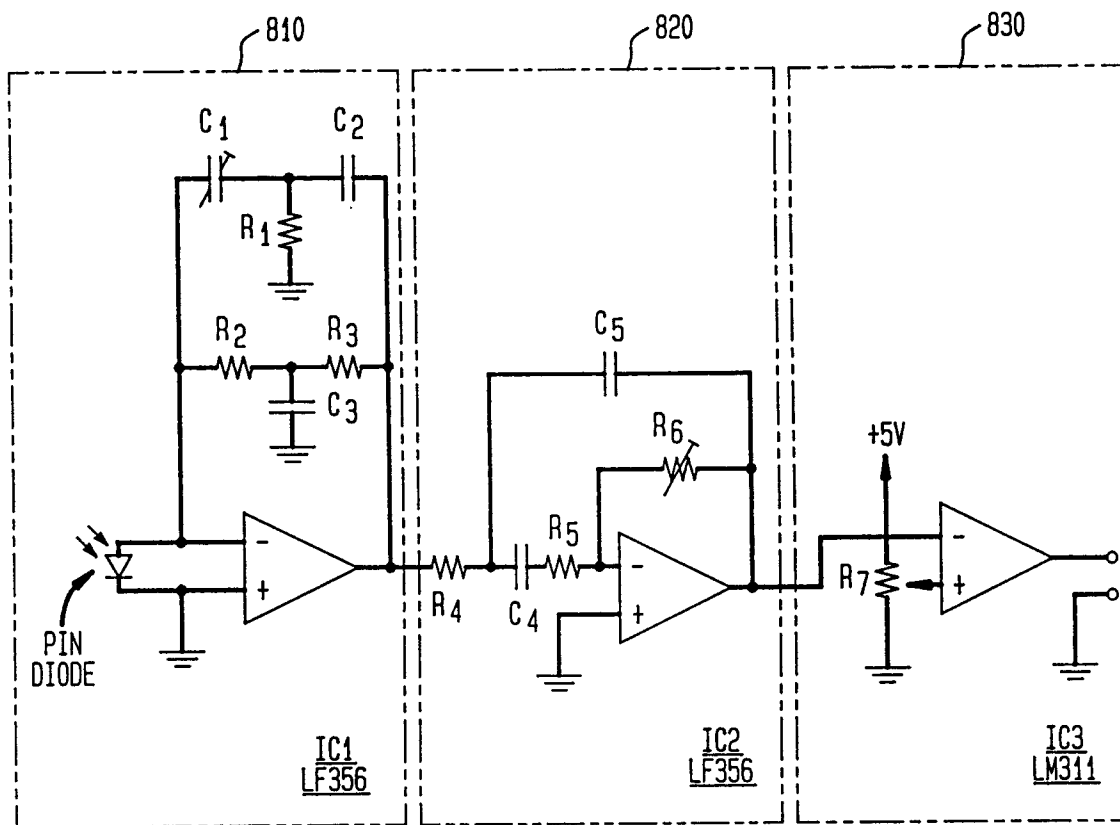 810
820
830
C1
C2
R1
R2
R3
C3
C5
R6
+5V
-
+
PIN
DIODE
R4
C4
R5
-
+
R7
-
+
IC1
LF356
IC2
LF356
IC3
LM311